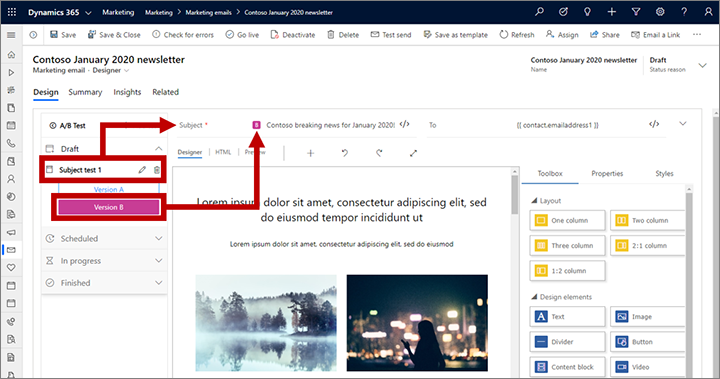 Dynamics 365
Marketing
Marketing > Marketing emails > Contoso January 2020 newsletter
Save
Save & Close
Check for errors
Go live
Deactivate
Delete
Test send
Save as template
Refresh
Assign
Share
Email a Link
Contoso January 2020 newsletter
Marketing email · Designer
Contoso January 2020 newsletter
Name
Draft
Status reason
Design
Summary
Insights
Related
A/B Test
Subject *
B
Contoso breaking news for January 2020!
</>
To
{{ contact.emailaddress1 }}
</>
Draft
Subject test 1
Version A
Version B
Scheduled
In progress
Finished
Designer
HTML
Preview
Lorem ipsum dolor sit amet, consectetur adipiscing elit, sed
do eiusmod tempor incididunt ut
Lorem ipsum dolor sit amet, consectetur adipiscing elit, sed do eiusmod
Toolbox
Properties
Styles
Layout
One column
Two column
Three column
2:1 column
1:2 column
Design elements
Text
Image
Divider
Button
Content block
Video